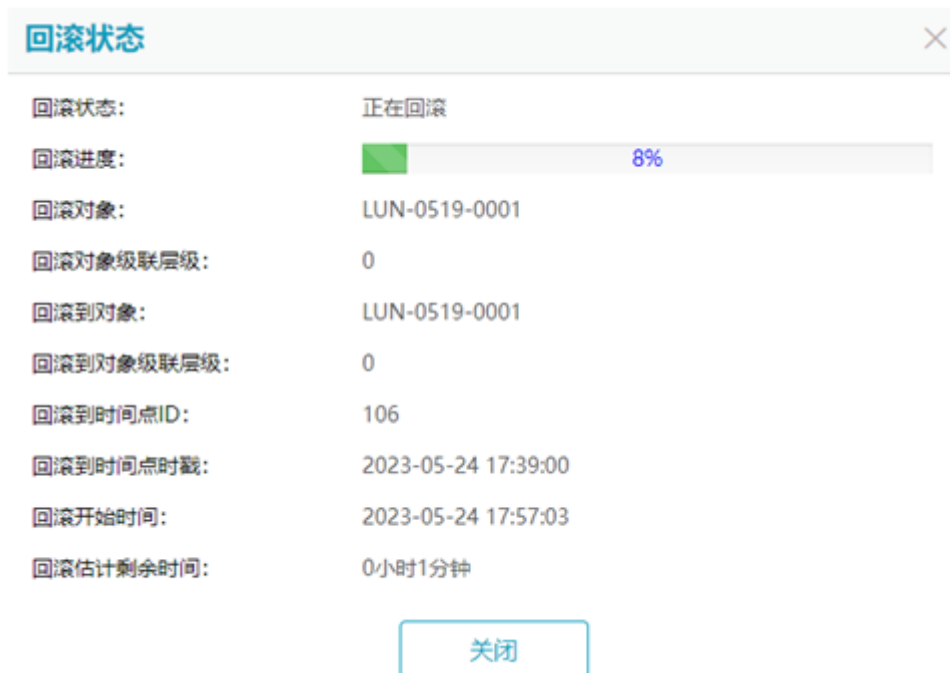 回滚状态
回滚状态： 正在回滚
回滚进度： 8%
回滚对象： LUN-0519-0001
回滚对象级联层级： 0
回滚到对象： LUN-0519-0001
回滚到对象级联层级： 0
回滚到时间点ID： 106
回滚到时间点时戳： 2023-05-24 17:39:00
回滚开始时间： 2023-05-24 17:57:03
回滚估计剩余时间： 0小时1分钟
关闭